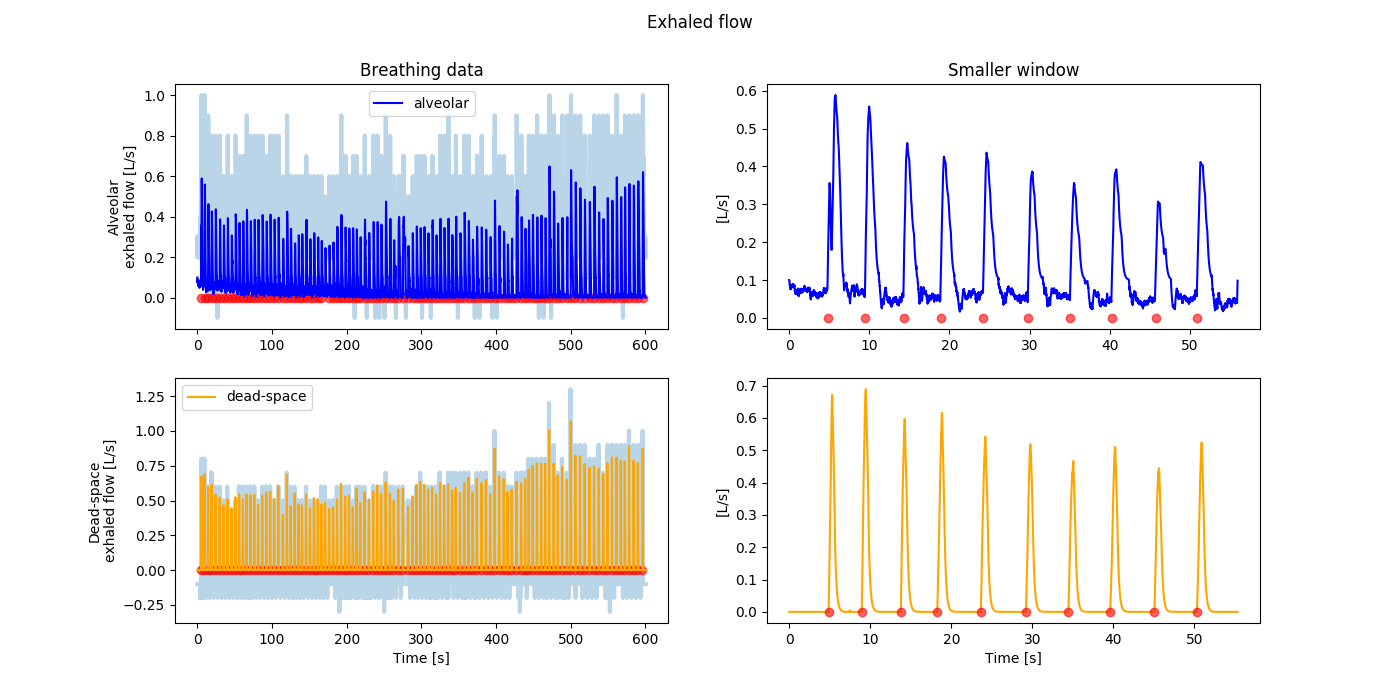 Exhaled flow
Breathing data
Alveolar
exhaled flow [L/s]
1.0
0.8
0.6
0.4
0.2
0.0
alveolar
0 100 200 300 400 500 600
Smaller window
[L/s]
0.6
0.5
0.4
0.3
0.2
0.1
0.0
0 10 20 30 40 50
Dead-space
exhaled flow [L/s]
1.25
1.00
0.75
0.50
0.25
0.00
−0.25
dead-space
0 100 200 300 400 500 600
Time [s]
[L/s]
0.7
0.6
0.5
0.4
0.3
0.2
0.1
0.0
0 10 20 30 40 50
Time [s]